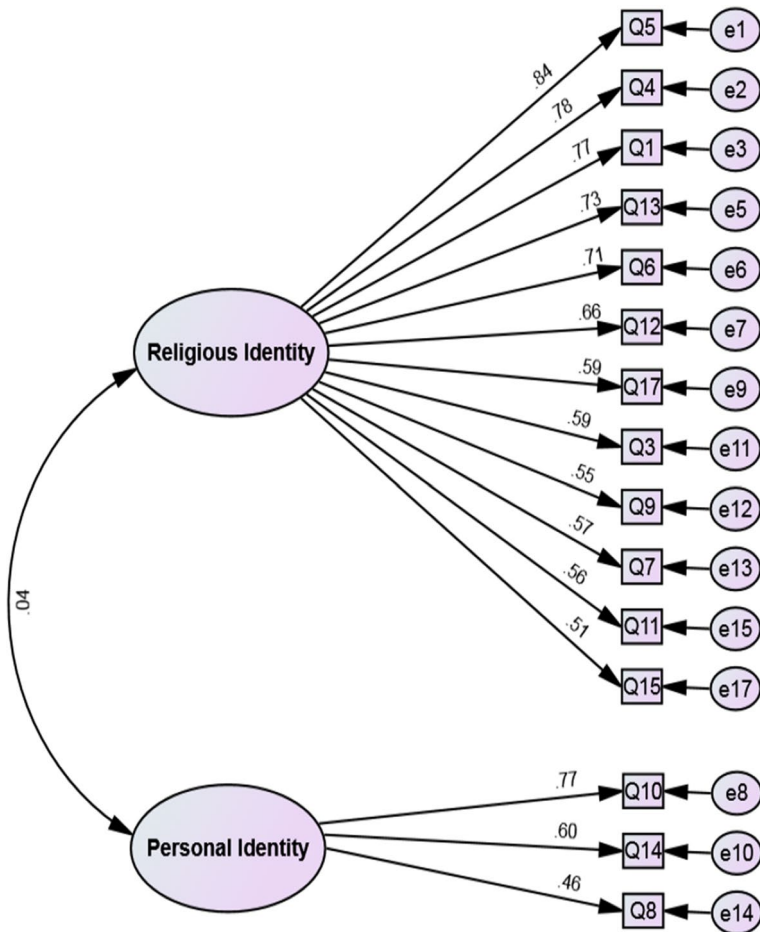 Q5 e1
.84
Q4 e2
.78
Q1 e3
.77
Q13 e5
.73
Q6 e6
.71
Q12 e7
.66
Religious Identity
Q17 e9
.59
Q3 e11
.59
Q9 e12
.55
Q7 e13
.57
Q11 e15
.56
Q15 e17
.51
.04
Q10 e8
.77
Personal Identity
Q14 e10
.60
Q8 e14
.46